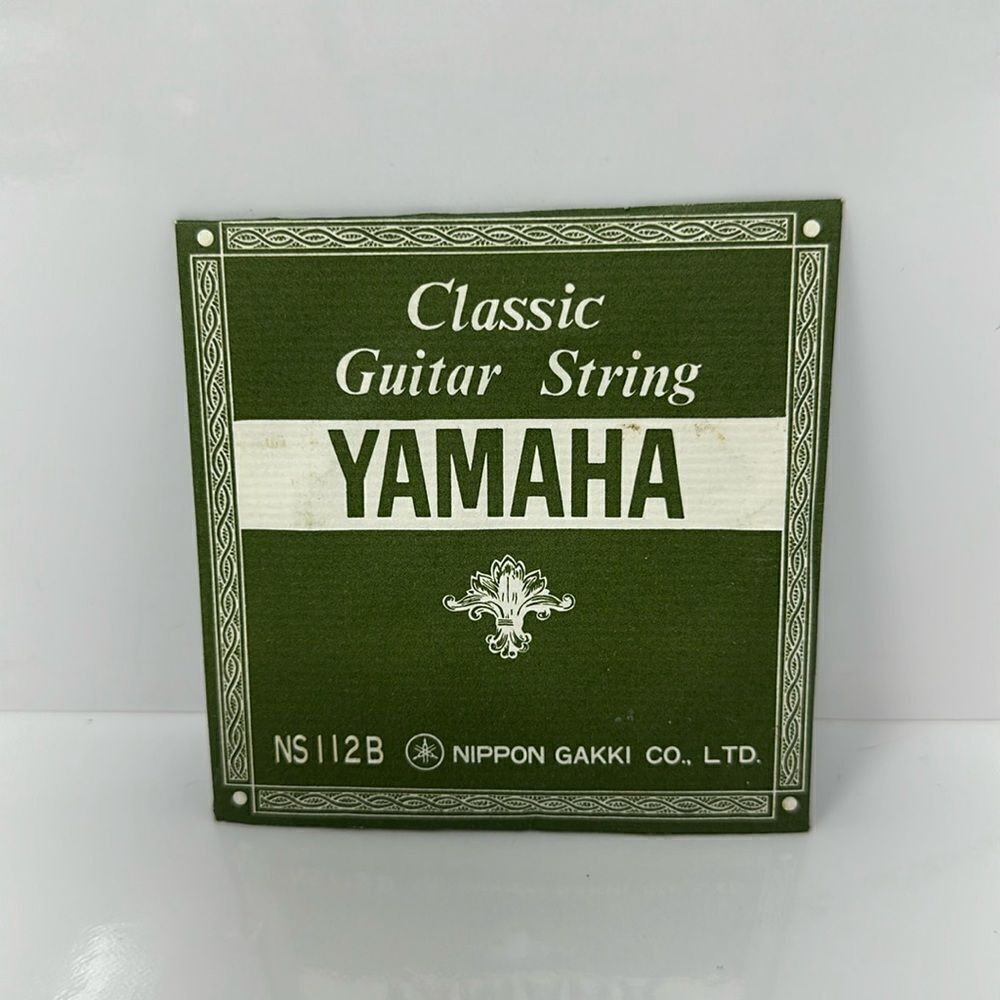 Classic
Guitar String
YAMAHA
NS112B NIPPON GAKKI CO., LTD.